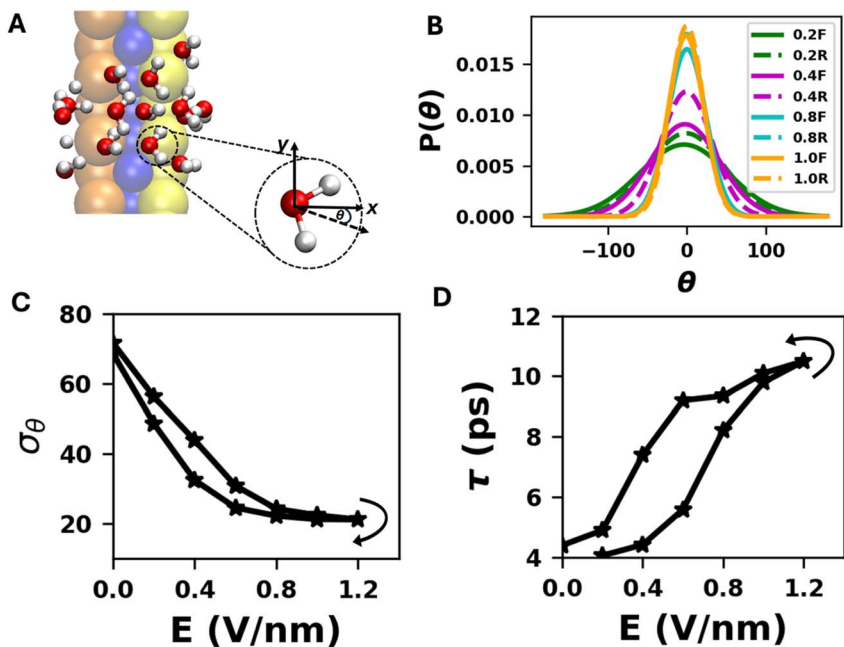 A
y
x
θ
B
P(θ)
0.015
0.010
0.005
0.000
−100
0
100
θ
0.2F
0.2R
0.4F
0.4R
0.8F
0.8R
1.0F
1.0R
C
σθ
80
60
40
20
0.0
0.4
0.8
1.2
E (V/nm)
D
τ (ps)
12
10
8
6
4
0.0
0.4
0.8
1.2
E (V/nm)